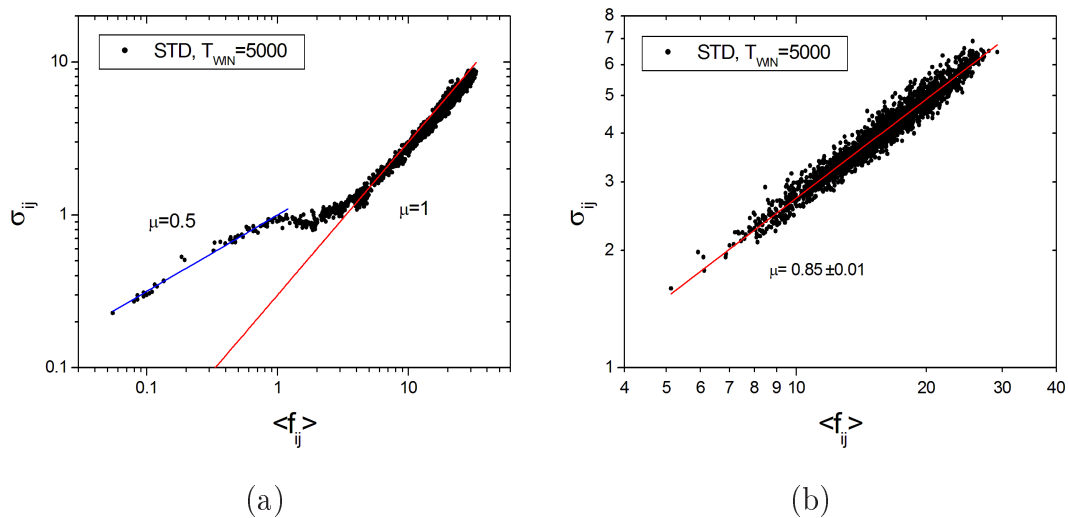 STD, T_WIN=5000
10
1
0.1
σ_ij
μ=0.5
μ=1
0.1 1 10
<f_ij>
(a)
STD, T_WIN=5000
8
7
6
5
4
3
2
1
σ_ij
μ= 0.85 ±0.01
4 5 6 7 8 9 10 20 30 40
<f_ij>
(b)